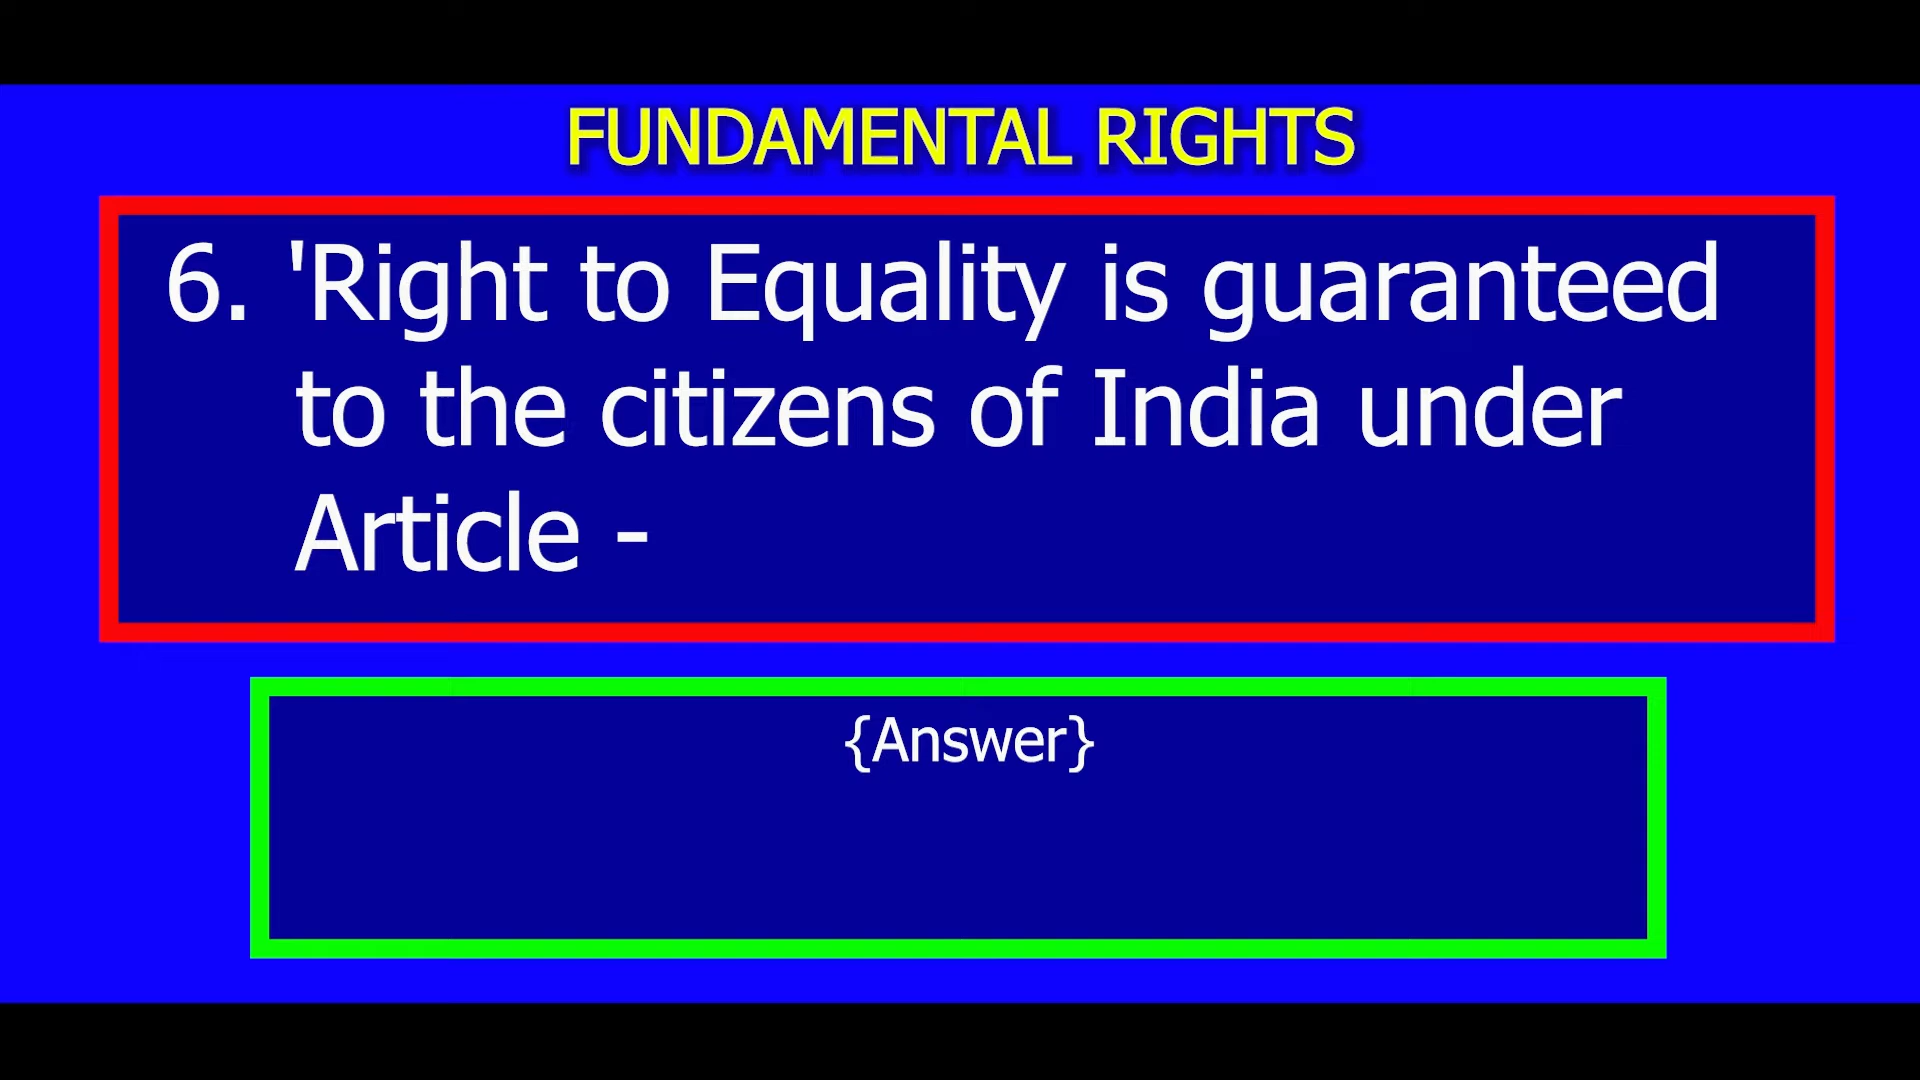 FUNDAMENTAL RIGHTS
6. 'Right to Equality is guaranteed
to the citizens of India under
Article -
{Answer}